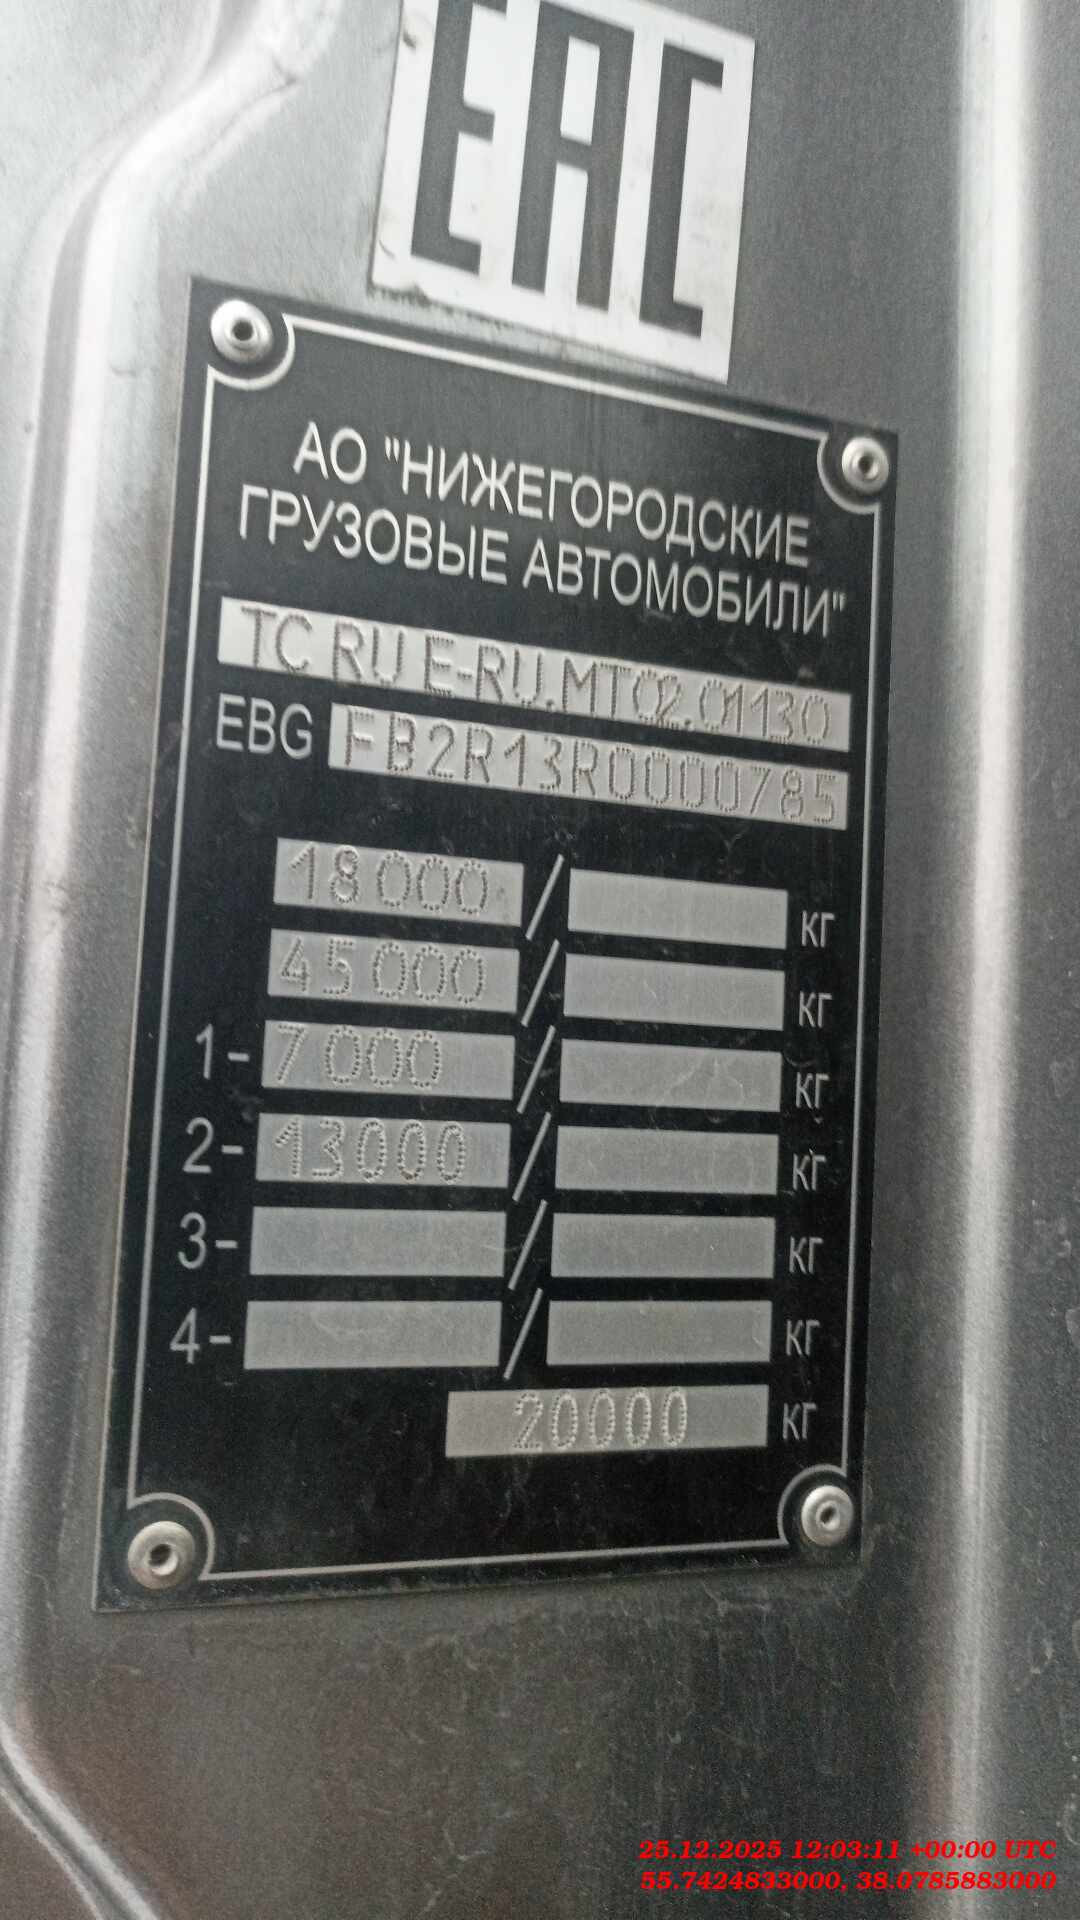 ЕАС
АО "НИЖЕГОРОДСКИЕ
ГРУЗОВЫЕ АВТОМОБИЛИ"
TC RU E-RU.MT02.01130
EBG FB2R13R0000785
18000 / кг
45000 / кг
1- 7000 / кг
2- 13000 / кг
3- / кг
4- / кг
20000 кг
25.12.2025 12:03:11 +00:00 UTC
55.7424833000, 38.0785883000